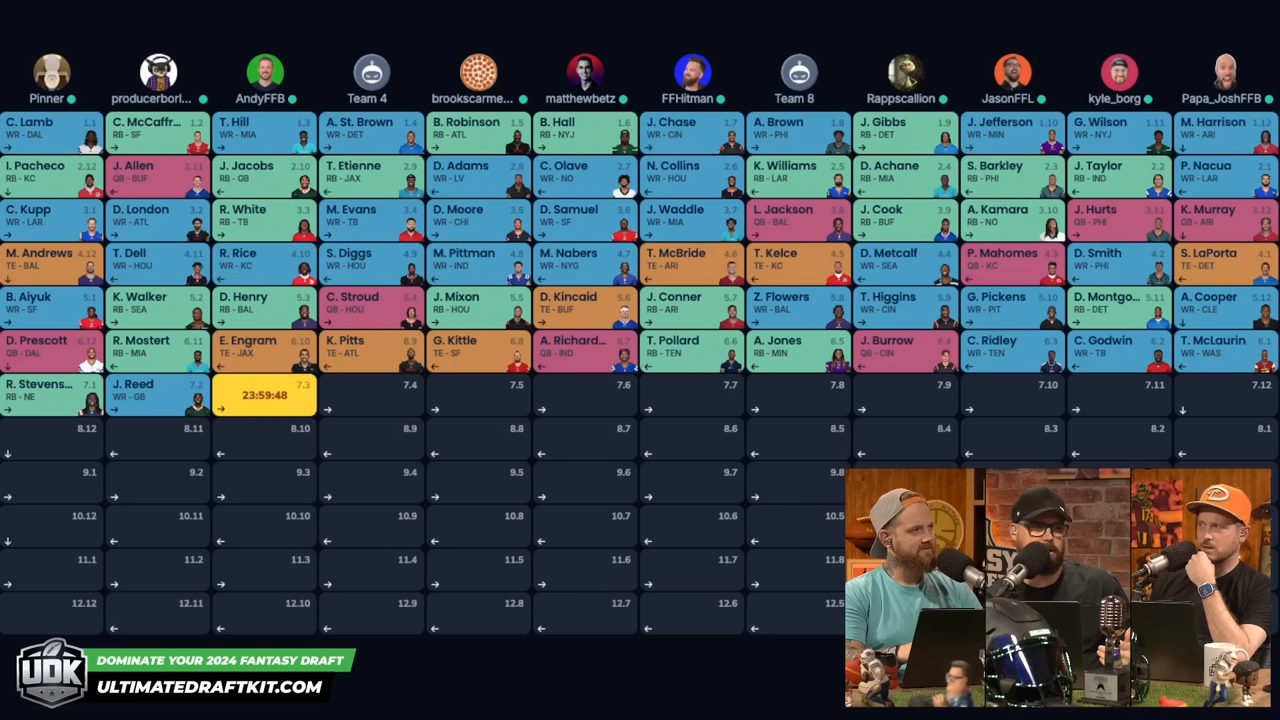 Pinner
producerborl...
AndyFFB
Team 4
brookscarme...
matthewbetz
FFHitman
Team 8
Rappscallion
JasonFFL
kyle_borg
Papa_JoshFFB
C. Lamb 1.1
WR - DAL
C. McCaffr... 1.2
RB - SF
T. Hill 1.3
WR - MIA
A. St. Brown 1.4
WR - DET
B. Robinson 1.5
RB - ATL
B. Hall 1.6
RB - NYJ
J. Chase 1.7
WR - CIN
A. Brown 1.8
WR - PHI
J. Gibbs 1.9
RB - DET
J. Jefferson 1.10
WR - MIN
G. Wilson 1.11
WR - NYJ
M. Harrison 1.12
WR - ARI
I. Pacheco 2.12
RB - KC
J. Allen 2.11
QB - BUF
J. Jacobs 2.10
RB - GB
T. Etienne 2.9
RB - JAX
D. Adams 2.8
WR - LV
C. Olave 2.7
WR - NO
N. Collins 2.6
WR - HOU
K. Williams 2.5
RB - LAR
D. Achane 2.4
RB - MIA
S. Barkley 2.3
RB - PHI
J. Taylor 2.2
RB - IND
P. Nacua 2.1
WR - LAR
C. Kupp 3.1
WR - LAR
D. London 3.2
WR - ATL
R. White 3.3
RB - TB
M. Evans 3.4
WR - TB
D. Moore 3.5
WR - CHI
D. Samuel 3.6
WR - SF
J. Waddle 3.7
WR - MIA
L. Jackson 3.8
QB - BAL
J. Cook 3.9
RB - BUF
A. Kamara 3.10
RB - NO
J. Hurts 3.11
QB - PHI
K. Murray 3.12
QB - ARI
M. Andrews 4.12
TE - BAL
T. Dell 4.11
WR - HOU
R. Rice 4.10
WR - KC
S. Diggs 4.9
WR - HOU
M. Pittman 4.8
WR - IND
M. Nabers 4.7
WR - NYG
T. McBride 4.6
TE - ARI
T. Kelce 4.5
TE - KC
D. Metcalf 4.4
WR - SEA
P. Mahomes 4.3
QB - KC
D. Smith 4.2
WR - PHI
S. LaPorta 4.1
TE - DET
B. Aiyuk 5.1
WR - SF
K. Walker 5.2
RB - SEA
D. Henry 5.3
RB - BAL
C. Stroud 5.4
QB - HOU
J. Mixon 5.5
RB - HOU
D. Kincaid 5.6
TE - BUF
J. Conner 5.7
RB - ARI
Z. Flowers 5.8
WR - BAL
T. Higgins 5.9
WR - CIN
G. Pickens 5.10
WR - PIT
D. Montgo... 5.11
RB - DET
A. Cooper 5.12
WR - CLE
D. Prescott 6.12
QB - DAL
R. Mostert 6.11
RB - MIA
E. Engram 6.10
TE - JAX
K. Pitts 6.9
TE - ATL
G. Kittle 6.8
TE - SF
A. Richard... 6.7
QB - IND
T. Pollard 6.6
RB - TEN
A. Jones 6.5
RB - MIN
J. Burrow 6.4
QB - CIN
C. Ridley 6.3
WR - TEN
C. Godwin 6.2
WR - TB
T. McLaurin 6.1
WR - WAS
R. Stevens... 7.1
RB - NE
J. Reed 7.2
WR - GB
7.3
23:59:48
7.4
7.5
7.6
7.7
7.8
7.9
7.10
7.11
7.12
8.12
8.11
8.10
8.9
8.8
8.7
8.6
8.5
8.4
8.3
8.2
8.1
9.1
9.2
9.3
9.4
9.5
9.6
9.7
9.8
10.12
10.11
10.10
10.9
10.8
10.7
10.6
10.5
11.1
11.2
11.3
11.4
11.5
11.6
11.7
11.8
12.12
12.11
12.10
12.9
12.8
12.7
12.6
12.5
UDK
DOMINATE YOUR 2024 FANTASY DRAFT
ULTIMATEDRAFTKIT.COM